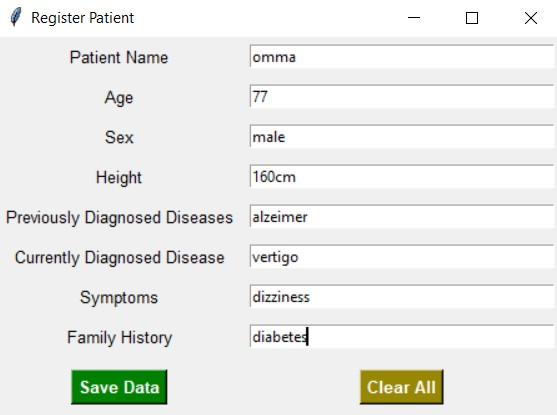 Register Patient
Patient Name omma
Age 77
Sex male
Height 160cm
Previously Diagnosed Diseases alzeimer
Currently Diagnosed Disease vertigo
Symptoms dizziness
Family History diabetes
Save Data Clear All